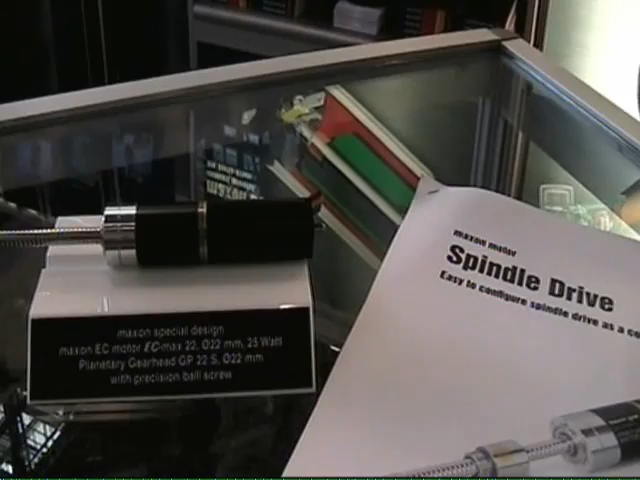 maxon motor
Spindle Drive
Easy to configure spindle drive as a co
maxon special design
maxon EC motor EC-max 22, Ø22 mm, 25 Watt
Planetary Gearhead GP 22 S, Ø22 mm
with precision ball screw